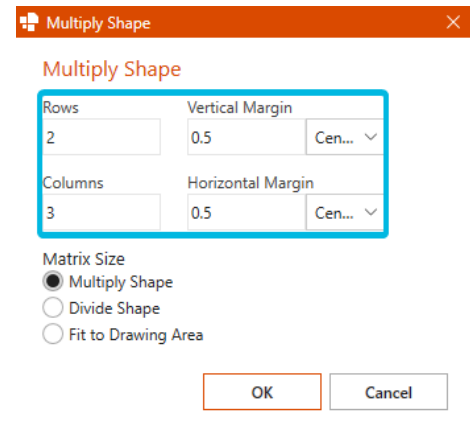 Multiply Shape
Multiply Shape
Rows Vertical Margin
2 0.5 Cen...
Columns Horizontal Margin
3 0.5 Cen...
Matrix Size
Multiply Shape
Divide Shape
Fit to Drawing Area
OK Cancel